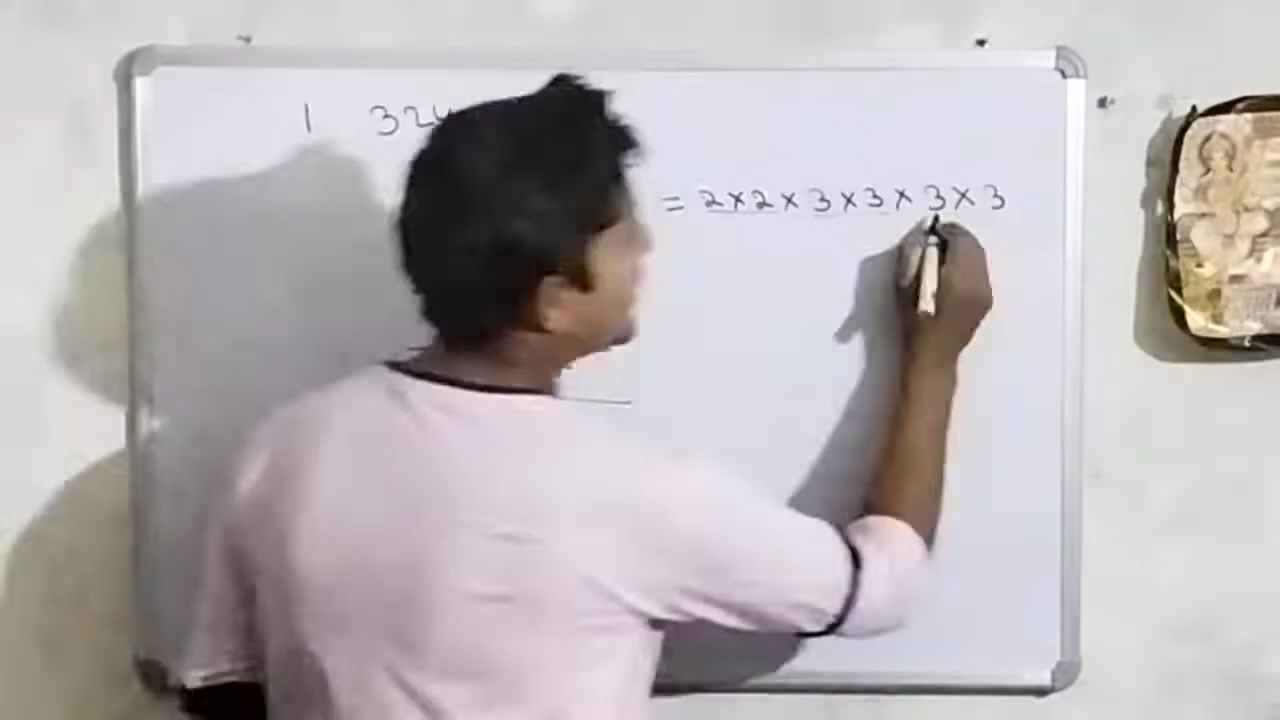 1 324
= 2 × 2 × 3 × 3 × 3 × 3